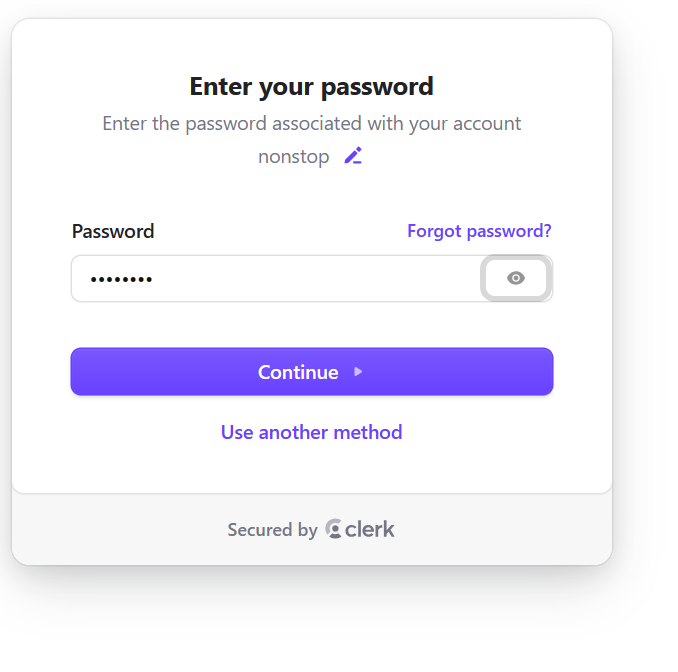 Enter your password
Enter the password associated with your account
nonstop
Password Forgot password?
••••••••
Continue
Use another method
Secured by clerk